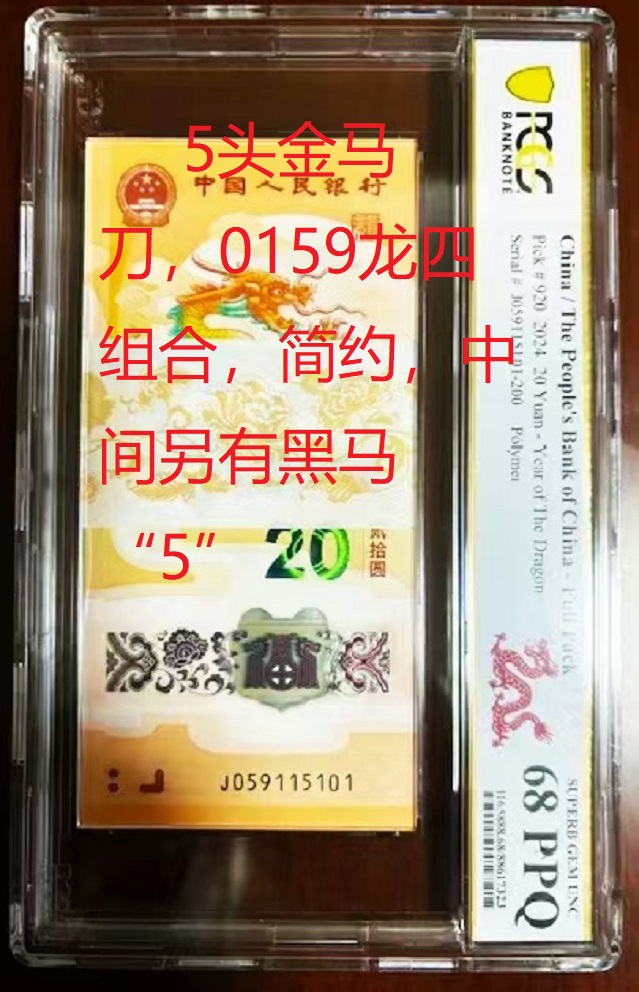 5头金马
刀，0159龙四
组合，简约，中
间另有黑马
“5”
中国人民银行
20
贰拾圆
J059115101
PCGS
BANKNOTE
China / The People's Bank of China - Full Pack
Pick # 920 2024, 20 Yuan - Year of The Dragon
Serial # J059115101-200 Polymer
SUPERB GEM UNC
68 PPQ